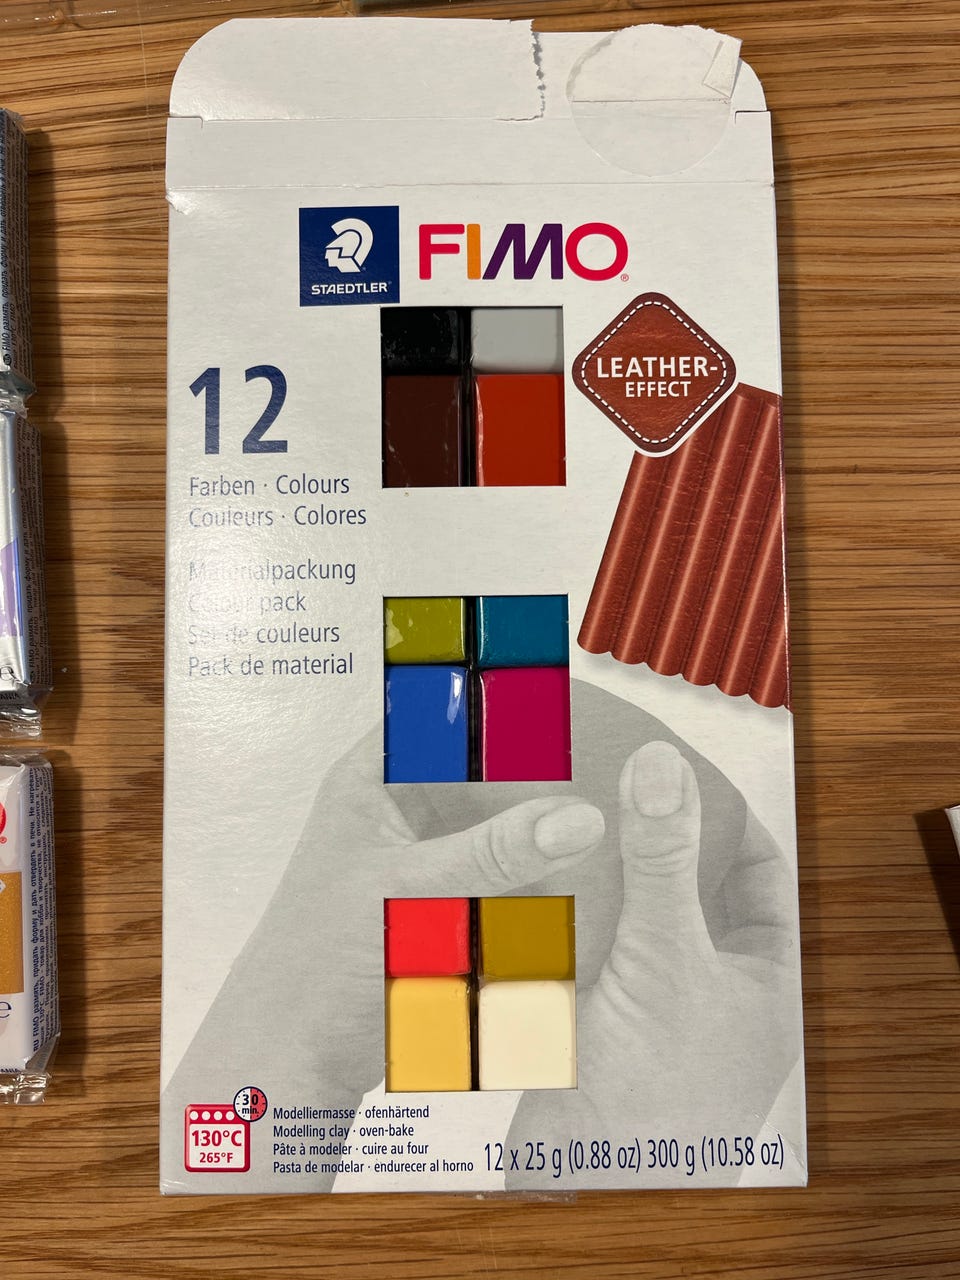 STAEDTLER®
FIMO®
LEATHER-
EFFECT
12
Farben · Colours
Couleurs · Colores
Materialpackung
Colour pack
Set de couleurs
Pack de material
30
min.
130°C
265°F
Modelliermasse · ofenhärtend
Modelling clay · oven-bake
Pâte à modeler · cuire au four
Pasta de modelar · endurecer al horno
12 x 25 g (0.88 oz) 300 g (10.58 oz)